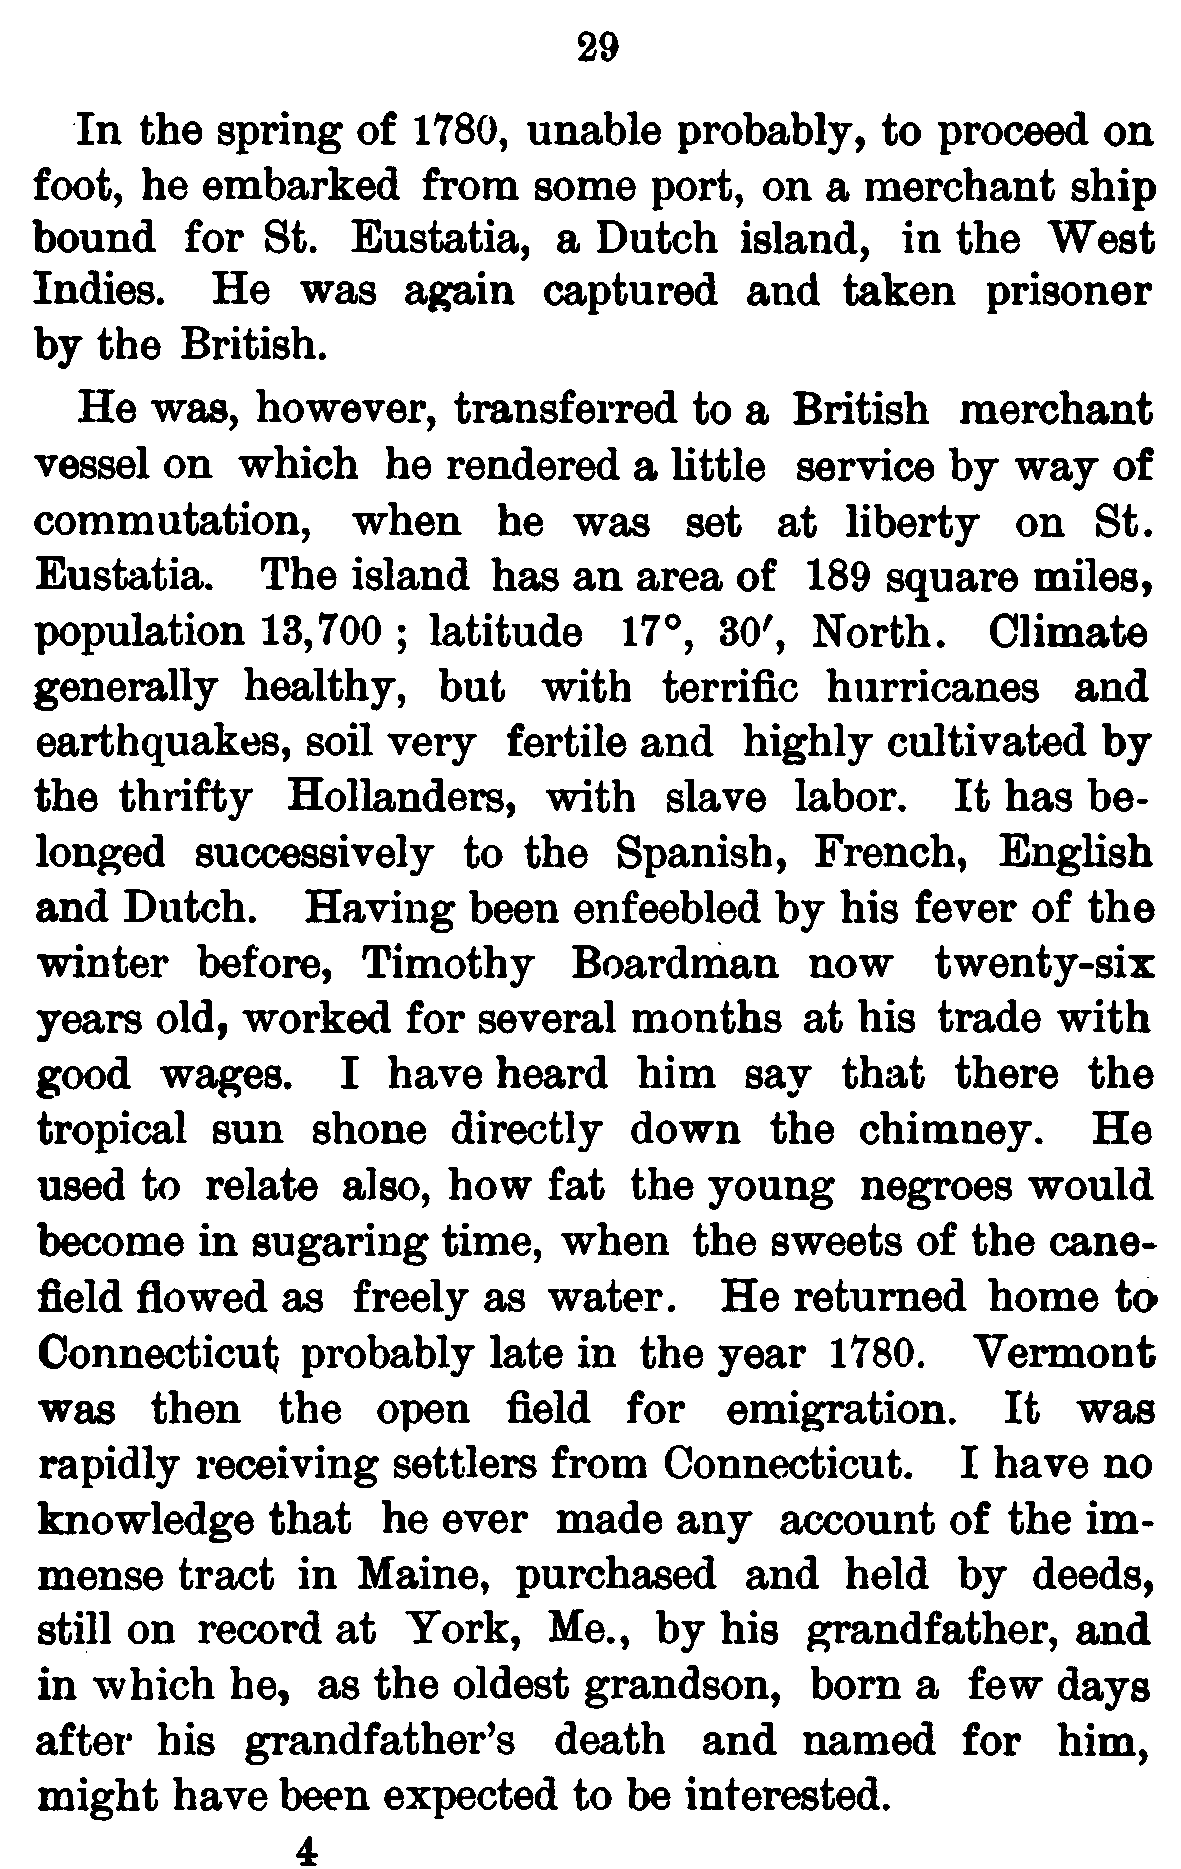 29
In the spring of 1780, unable probably, to proceed on
foot, he embarked from some port, on a merchant ship
bound for St. Eustatia, a Dutch island, in the West
Indies. He was again captured and taken prisoner
by the British.
He was, however, transferred to a British merchant
vessel on which he rendered a little service by way of
commutation, when he was set at liberty on St.
Eustatia. The island has an area of 189 square miles,
population 13,700 ; latitude 17°, 30′, North. Climate
generally healthy, but with terrific hurricanes and
earthquakes, soil very fertile and highly cultivated by
the thrifty Hollanders, with slave labor. It has be-
longed successively to the Spanish, French, English
and Dutch. Having been enfeebled by his fever of the
winter before, Timothy Boardman now twenty-six
years old, worked for several months at his trade with
good wages. I have heard him say that there the
tropical sun shone directly down the chimney. He
used to relate also, how fat the young negroes would
become in sugaring time, when the sweets of the cane-
field flowed as freely as water. He returned home to
Connecticut probably late in the year 1780. Vermont
was then the open field for emigration. It was
rapidly receiving settlers from Connecticut. I have no
knowledge that he ever made any account of the im-
mense tract in Maine, purchased and held by deeds,
still on record at York, Me., by his grandfather, and
in which he, as the oldest grandson, born a few days
after his grandfather's death and named for him,
might have been expected to be interested.
4